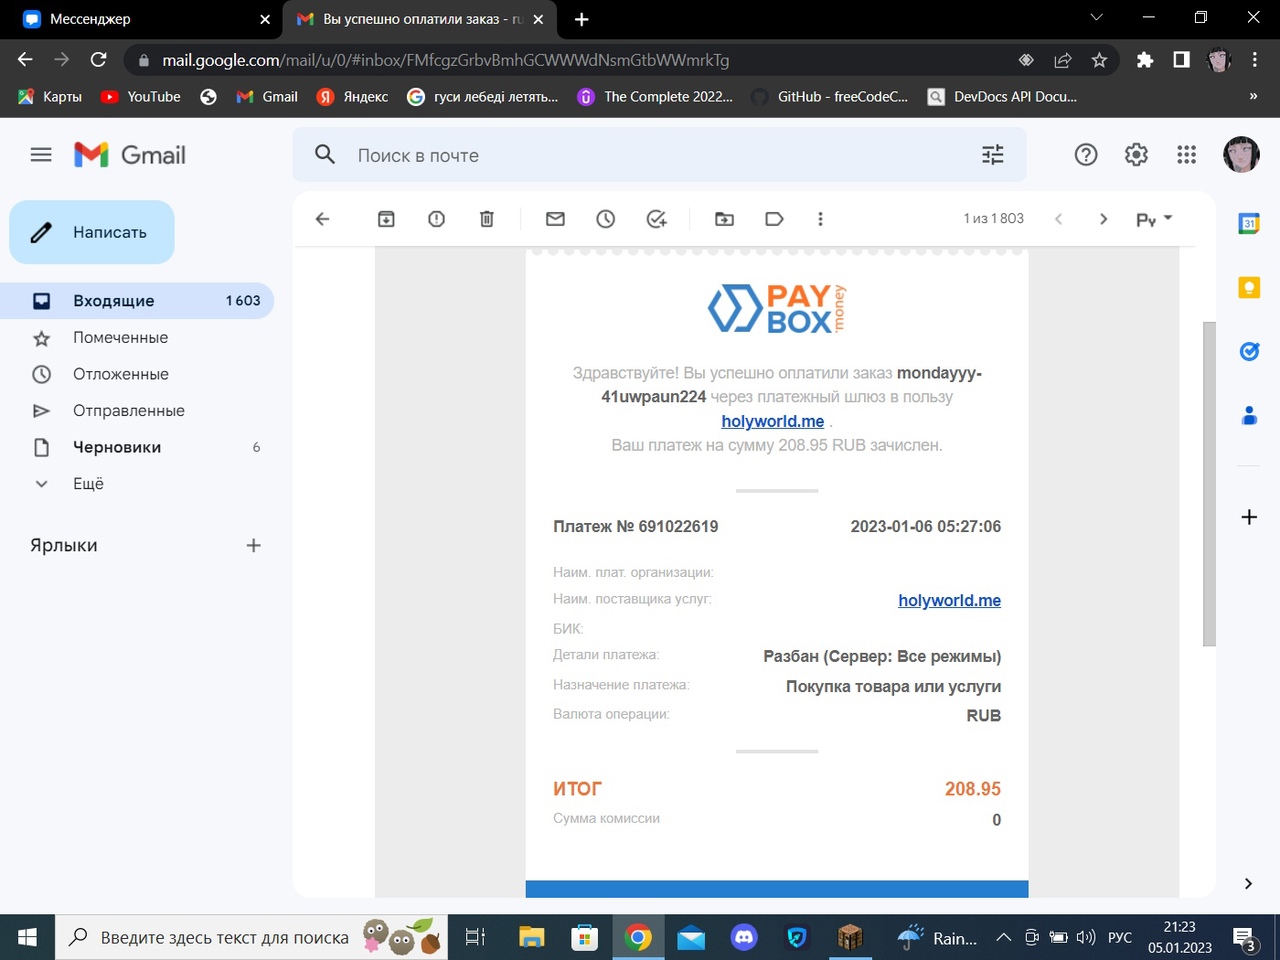 Мессенджер
Вы успешно оплатили заказ - ru
mail.google.com/mail/u/0/#inbox/FMfcgzGrbvBmhGCWWWdNsmGtbWWmrkTg
Карты YouTube Gmail Яндекс гуси лебеді летять... The Complete 2022... GitHub - freeCodeC... DevDocs API Docu... »
Gmail
Поиск в почте
Написать
1 из 1 803
Ру
Входящие 1 603
Помеченные
Отложенные
Отправленные
Черновики 6
Ещё
Ярлыки
31
PAY
BOX
money
Здравствуйте! Вы успешно оплатили заказ mondayyy-
41uwpaun224 через платежный шлюз в пользу
holyworld.me .
Ваш платеж на сумму 208.95 RUB зачислен.
Платеж № 691022619 2023-01-06 05:27:06
Наим. плат. организации:
Наим. поставщика услуг: holyworld.me
БИК:
Детали платежа: Разбан (Сервер: Все режимы)
Назначение платежа: Покупка товара или услуги
Валюта операции: RUB
ИТОГ 208.95
Сумма комиссии 0
Введите здесь текст для поиска
Rain...
РУС
21:23
05.01.2023
3